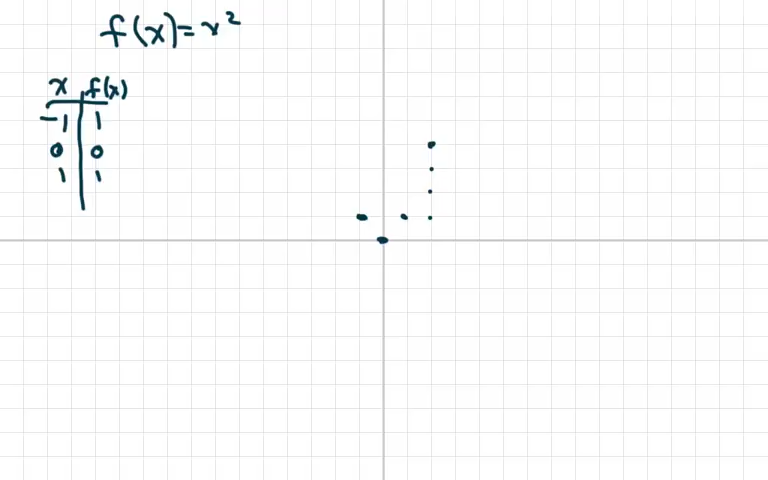 f(x)=x²
x f(x)
-1 1
0 0
1 1